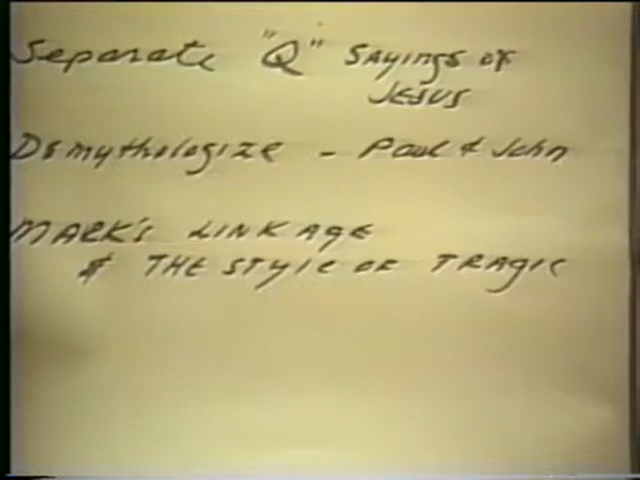 Separate "Q" SAYINGS OF
JESUS
Demythologize - Paul & John
MARK'S LINKAGE
& THE STYLE OF TRAGIC